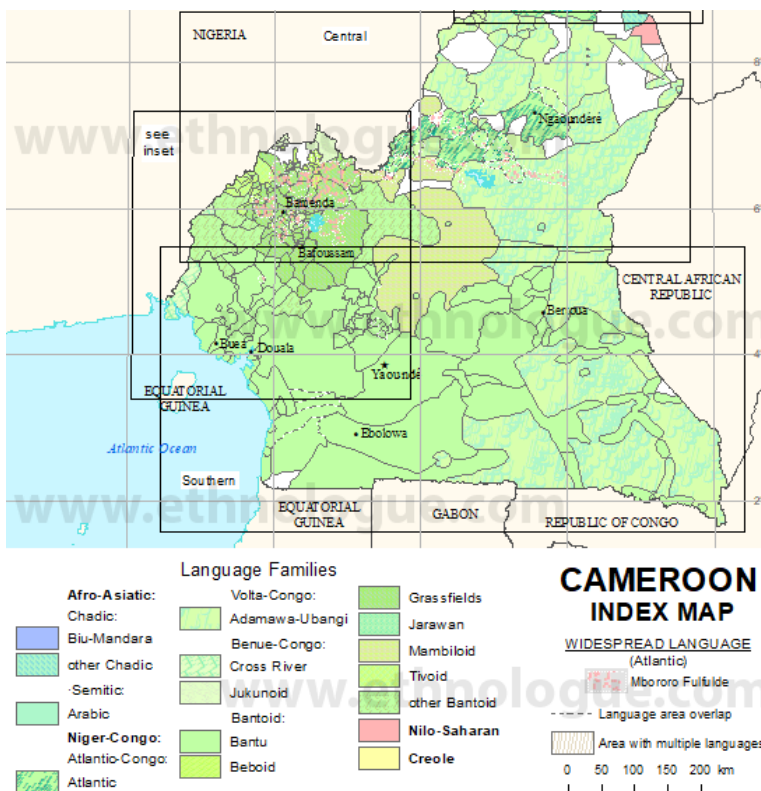 NIGERIA
Central
8
Ngaoundéré
www.ethnologue.com
see
inset
Bamenda
6
Bafoussam
CENTRAL AFRICAN
REPUBLIC
www.ethnologue.com
Bertoua
Buea
Douala
4
Yaoundé
EQUATORIAL
GUINEA
Ebolowa
Atlantic Ocean
Southern
www.ethnologue.com
2
EQUATORIAL
GUINEA
GABON
REPUBLIC OF CONGO
Language Families
Afro-Asiatic:
Chadic:
Biu-Mandara
other Chadic
·Semitic:
Arabic
Niger-Congo:
Atlantic-Congo:
Atlantic
Volta-Congo:
Adamawa-Ubangi
Benue-Congo:
Cross River
Jukunoid
Bantoid:
Bantu
Beboid
Grassfields
Jarawan
Mambiloid
Tivoid
other Bantoid
Nilo-Saharan
Creole
www.ethnologue.com
CAMEROON
INDEX MAP
WIDESPREAD LANGUAGE
(Atlantic)
Mbororo Fulfulde
Language area overlap
Area with multiple languages
0 50 100 150 200 km